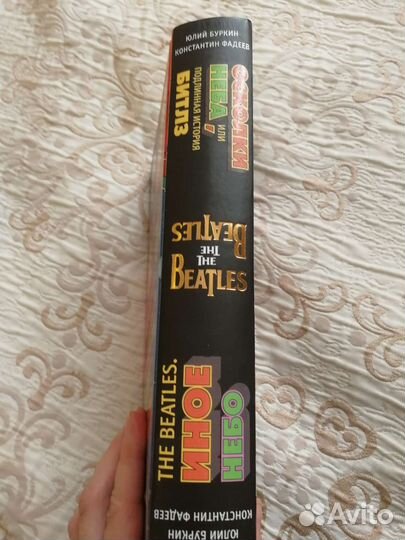 ЮЛИЙ БУРКИН
КОНСТАНТИН ФАДЕЕВ
ОСКОЛКИ
НЕБА,
ИЛИ
ПОДЛИННАЯ ИСТОРИЯ
БИТЛЗ
THE
BEATLES
THE
BEATLES
THE BEATLES.
ИНОЕ
НЕБО
КОНСТАНТИН ФАДЕЕВ
ЮЛИЙ БУРКИН
Avito